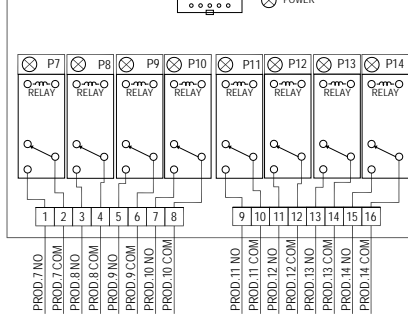 POWER
P7 P8 P9 P10 P11 P12 P13 P14
RELAY RELAY RELAY RELAY RELAY RELAY RELAY RELAY
1 2 3 4 5 6 7 8 9 10 11 12 13 14 15 16
PROD.7 NO
PROD.7 COM
PROD.8 NO
PROD.8 COM
PROD.9 NO
PROD.9 COM
PROD.10 NO
PROD.10 COM
PROD.11 NO
PROD.11 COM
PROD.12 NO
PROD.12 COM
PROD.13 NO
PROD.13 COM
PROD.14 NO
PROD.14 COM